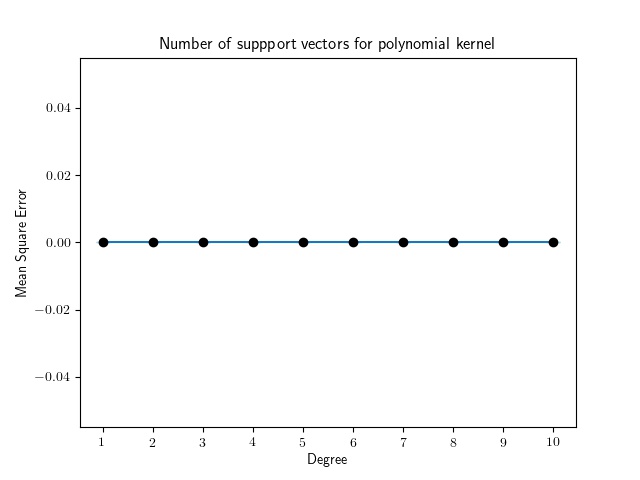 Number of suppport vectors for polynomial kernel
0.04
0.02
0.00
−0.02
−0.04
Mean Square Error
1 2 3 4 5 6 7 8 9 10
Degree